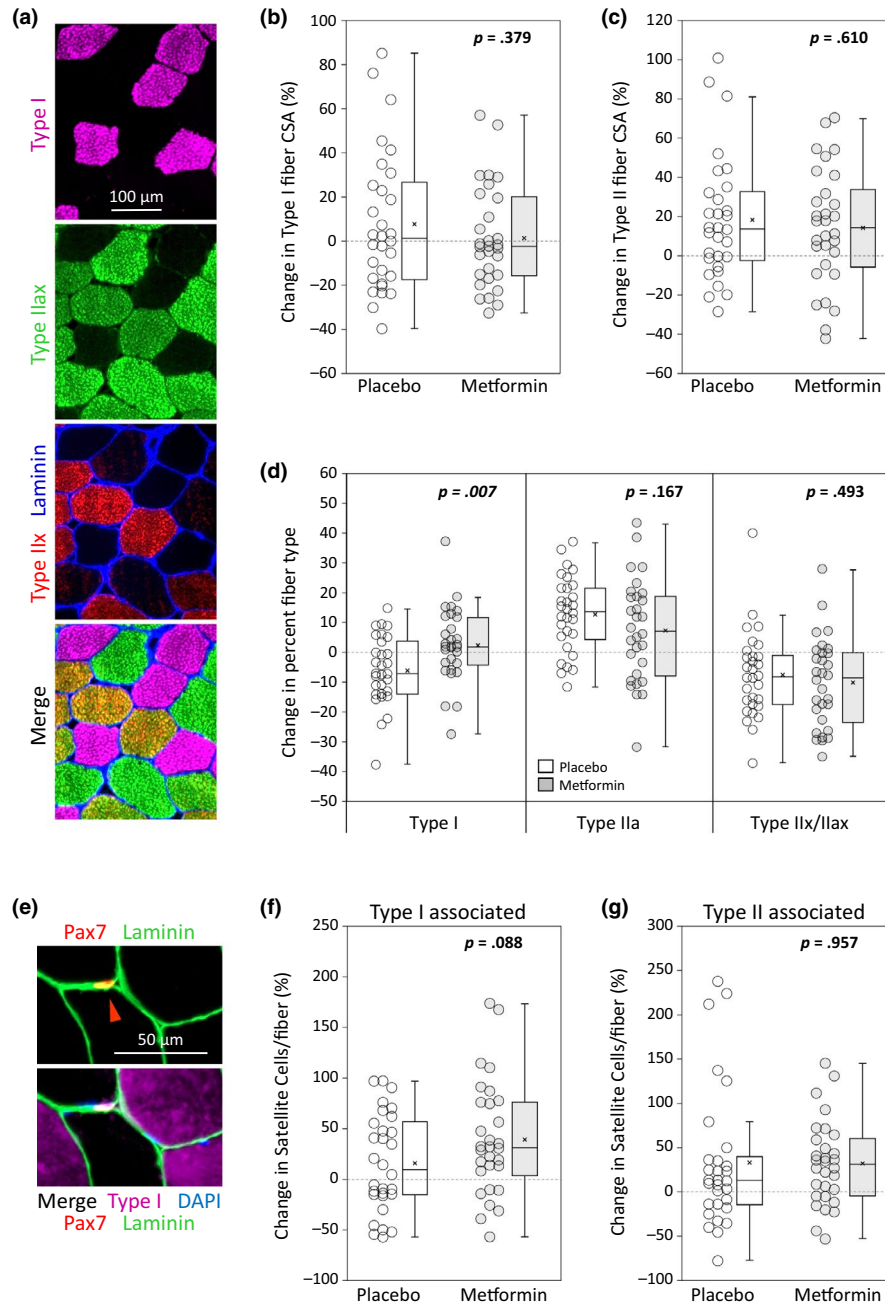 (a)
Type I
100 µm
Type IIax
Type IIx Laminin
Merge
(b)
Change in Type I fiber CSA (%)
100
80
60
40
20
0
–20
–40
–60
p = .379
Placebo Metformin
(c)
Change in Type II fiber CSA (%)
120
100
80
60
40
20
0
–20
–40
–60
p = .610
Placebo Metformin
(d)
Change in percent fiber type
60
50
40
30
20
10
0
–10
–20
–30
–40
–50
p = .007 p = .167 p = .493
Placebo
Metformin
Type I Type IIa Type IIx/IIax
(e)
Pax7 Laminin
50 µm
Merge Type I DAPI
Pax7 Laminin
(f)
Type I associated
Change in Satellite Cells/fiber (%)
250
200
150
100
50
0
–50
–100
p = .088
Placebo Metformin
(g)
Type II associated
Change in Satellite Cells/fiber (%)
300
250
200
150
100
50
0
–50
–100
p = .957
Placebo Metformin